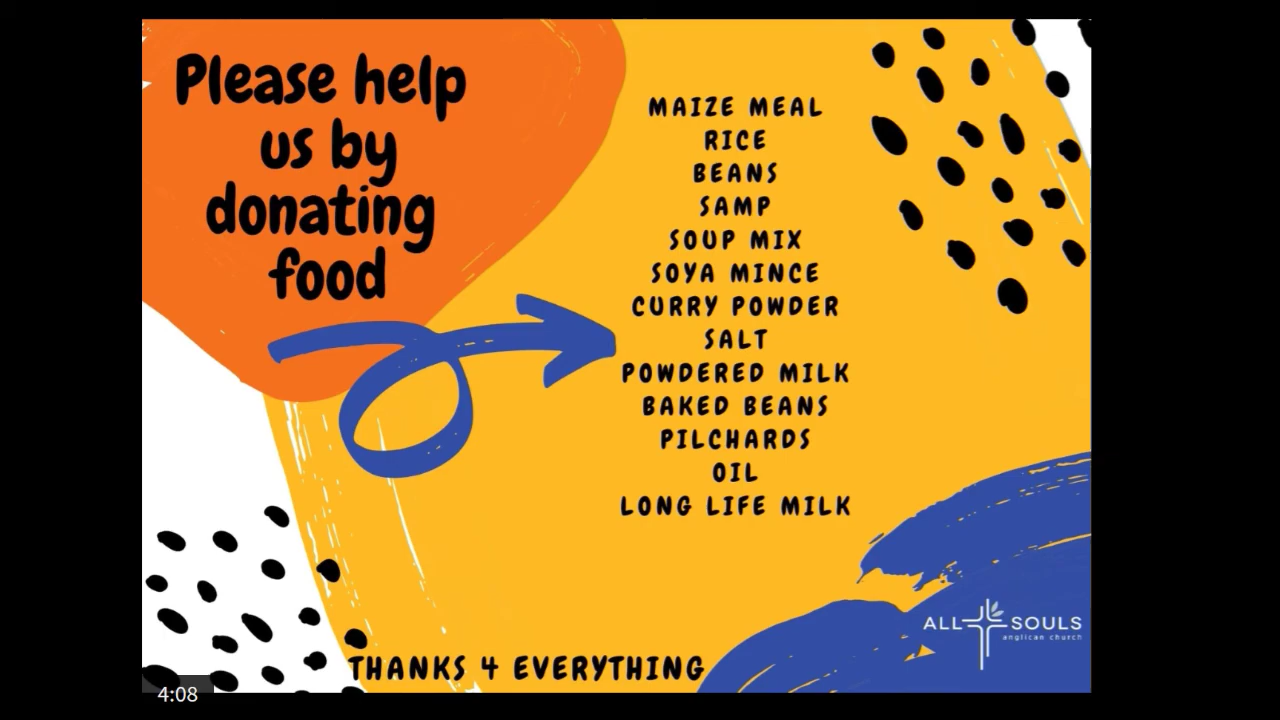 Please help
us by
donating
food
MAIZE MEAL
RICE
BEANS
SAMP
SOUP MIX
SOYA MINCE
CURRY POWDER
SALT
POWDERED MILK
BAKED BEANS
PILCHARDS
OIL
LONG LIFE MILK
ALL SOULS
anglican church
THANKS 4 EVERYTHING
4:08